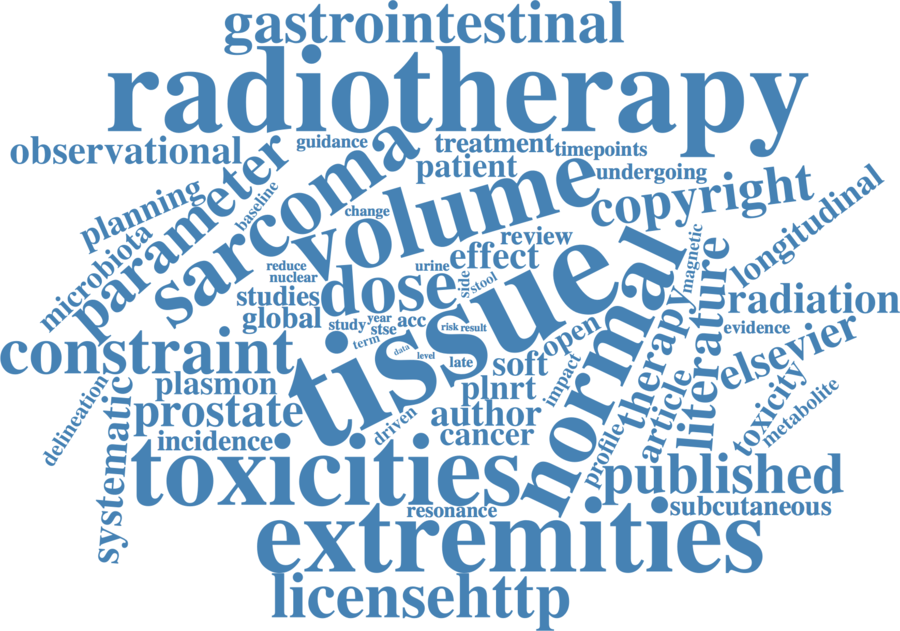 gastrointestinal
radiotherapy
observational
guidance
treatment
timepoints
sarcoma
parameter
patient
undergoing
planning
baseline
volume
copyright
longitudinal
microbiota
change
review
magnetic
reduce
nuclear
urine
effect
side
stool
tissue
normal
literature
studies
dose
radiation
global
study
year
stse
acc
risk
result
open
evidence
term
data
level
constraint
late
soft
impact
therapy
elsevier
plasmon
plnrt
article
toxicity
metabolite
delineation
systematic
prostate
driven
author
profile
incidence
cancer
toxicities
published
resonance
subcutaneous
extremities
licensehttp